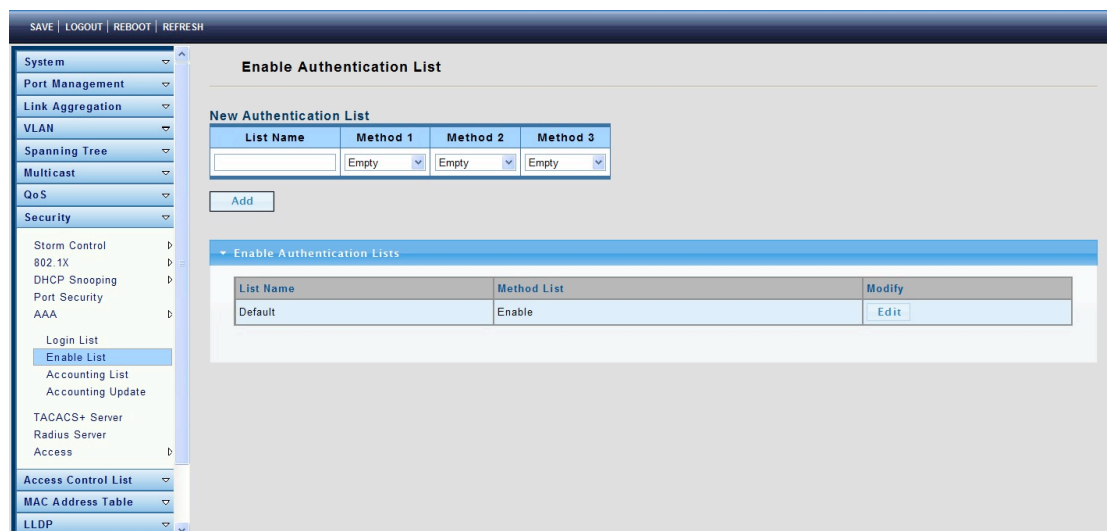 SAVE | LOGOUT | REBOOT | REFRESH
System
Port Management
Link Aggregation
VLAN
Spanning Tree
Multicast
QoS
Security
Storm Control
802.1X
DHCP Snooping
Port Security
AAA
Login List
Enable List
Accounting List
Accounting Update
TACACS+ Server
Radius Server
Access
Access Control List
MAC Address Table
LLDP
Enable Authentication List
New Authentication List
List Name Method 1 Method 2 Method 3
Empty Empty Empty
Add
Enable Authentication Lists
List Name Method List Modify
Default Enable Edit